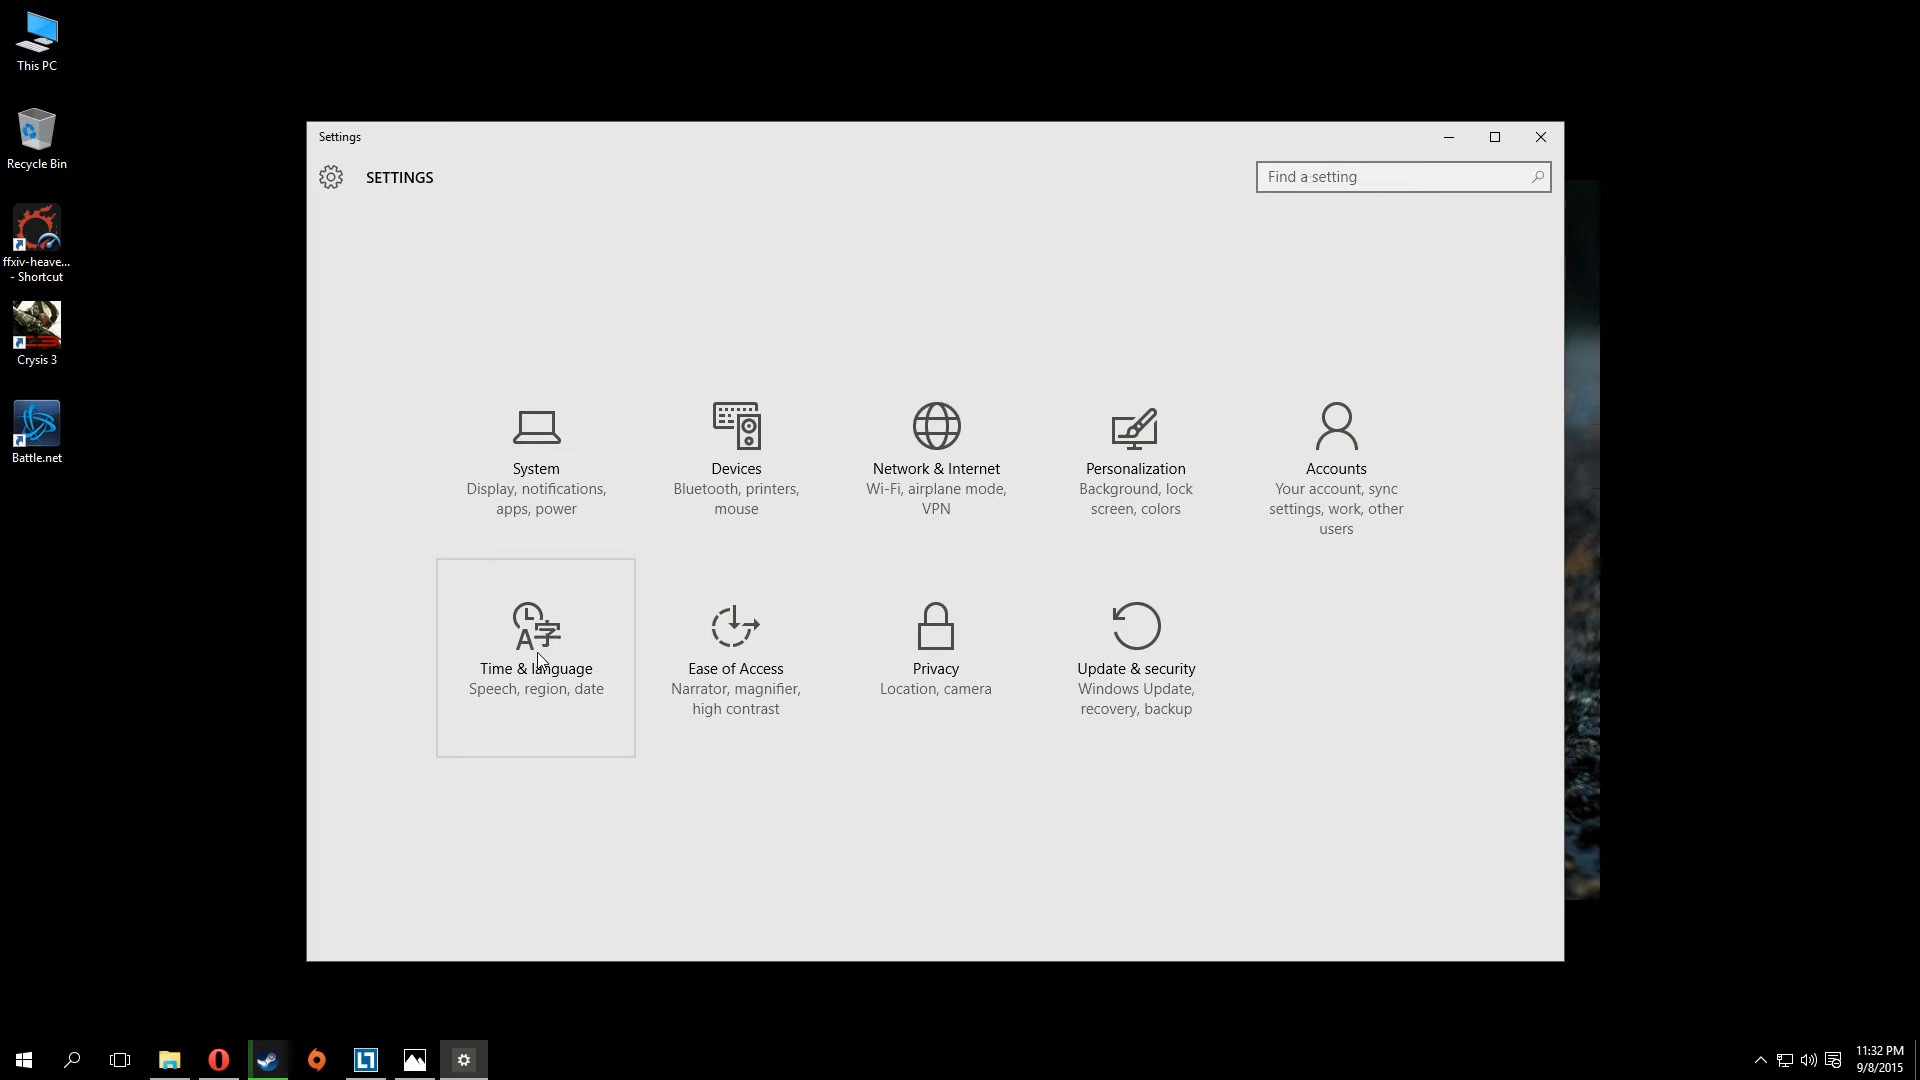 This PC
Recycle Bin
ffxiv-heave...
- Shortcut
Crysis 3
Battle.net
Settings
SETTINGS
Find a setting
System
Display, notifications,
apps, power
Devices
Bluetooth, printers,
mouse
Network & Internet
Wi-Fi, airplane mode,
VPN
Personalization
Background, lock
screen, colors
Accounts
Your account, sync
settings, work, other
users
A字
Time & language
Speech, region, date
Ease of Access
Narrator, magnifier,
high contrast
Privacy
Location, camera
Update & security
Windows Update,
recovery, backup
11:32 PM
9/8/2015